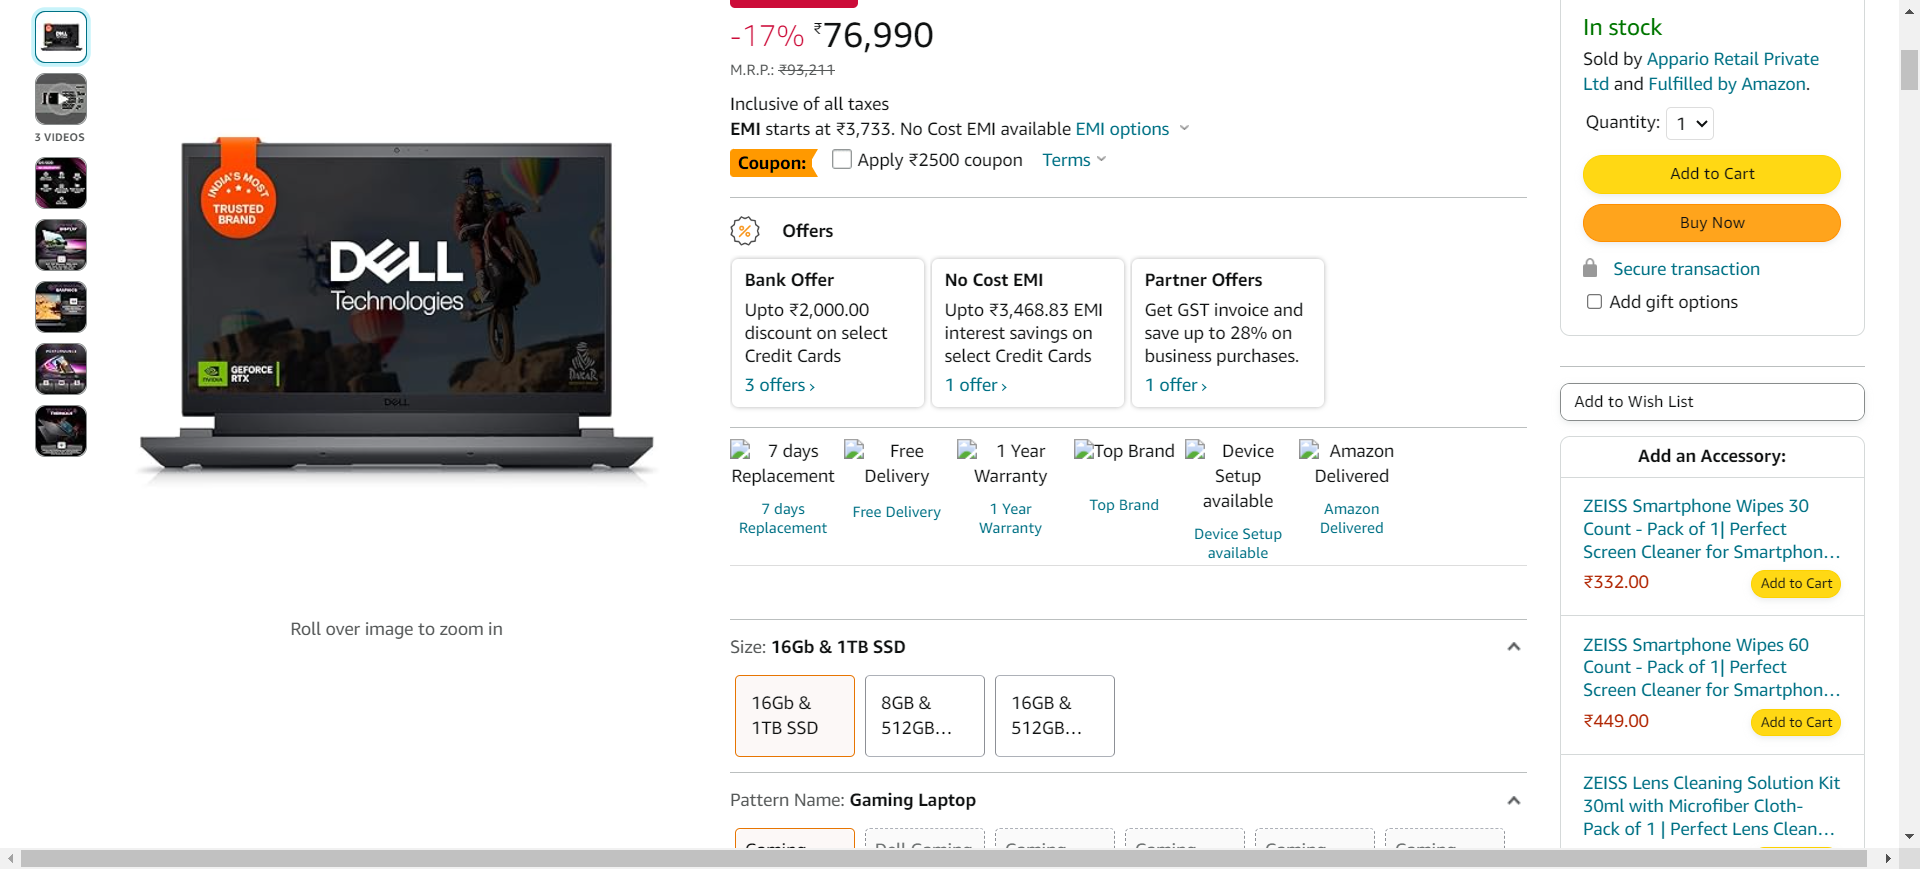 -17% ₹76,990
M.R.P.: ₹93,211
Inclusive of all taxes
EMI starts at ₹3,733. No Cost EMI available EMI options
Coupon: Apply ₹2500 coupon Terms
Offers
Bank Offer
Upto ₹2,000.00
discount on select
Credit Cards
3 offers ›
No Cost EMI
Upto ₹3,468.83 EMI
interest savings on
select Credit Cards
1 offer ›
Partner Offers
Get GST invoice and
save up to 28% on
business purchases.
1 offer ›
7 days
Replacement
7 days
Replacement
Free
Delivery
Free Delivery
1 Year
Warranty
1 Year
Warranty
Top Brand
Top Brand
Device
Setup
available
Device Setup
available
Amazon
Delivered
Amazon
Delivered
Size: 16Gb & 1TB SSD
16Gb &
1TB SSD
8GB &
512GB...
16GB &
512GB...
Pattern Name: Gaming Laptop
Gaming
Dell Gaming
Gaming
Gaming
Gaming
Gaming
3 VIDEOS
INDIA'S MOST
TRUSTED
BRAND
DELL
Technologies
NVIDIA
GEFORCE
RTX
DAKAR
DELL
Roll over image to zoom in
In stock
Sold by Appario Retail Private
Ltd and Fulfilled by Amazon.
Quantity: 1
Add to Cart
Buy Now
Secure transaction
Add gift options
Add to Wish List
Add an Accessory:
ZEISS Smartphone Wipes 30
Count - Pack of 1| Perfect
Screen Cleaner for Smartphon...
₹332.00
Add to Cart
ZEISS Smartphone Wipes 60
Count - Pack of 1| Perfect
Screen Cleaner for Smartphon...
₹449.00
Add to Cart
ZEISS Lens Cleaning Solution Kit
30ml with Microfiber Cloth-
Pack of 1 | Perfect Lens Clean...